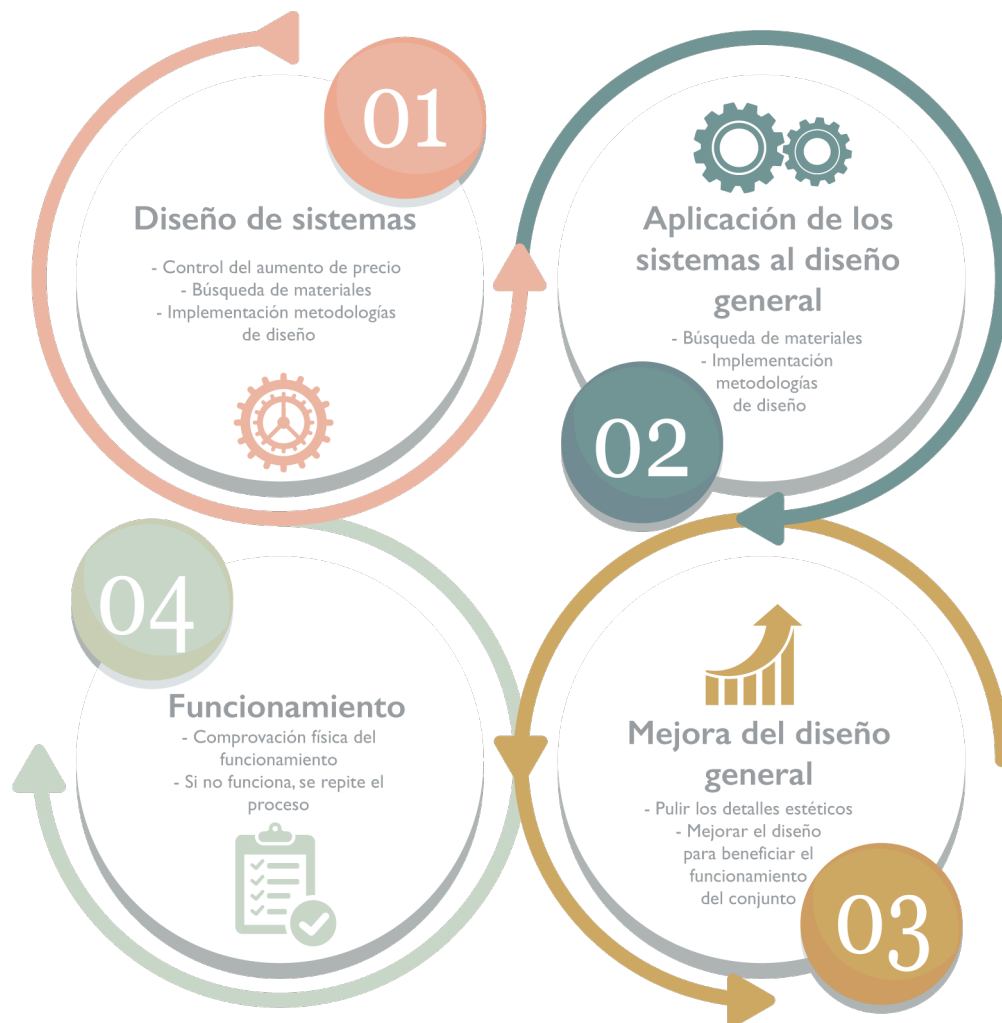 01
Diseño de sistemas
- Control del aumento de precio
- Búsqueda de materiales
- Implementación metodologías
de diseño
Aplicación de los
sistemas al diseño
general
- Búsqueda de materiales
- Implementación
metodologías
de diseño
02
Mejora del diseño
general
- Pulir los detalles estéticos
- Mejorar el diseño
para beneficiar el
funcionamiento
del conjunto
03
04
Funcionamiento
- Comprovación física del
funcionamiento
- Si no funciona, se repite el
proceso